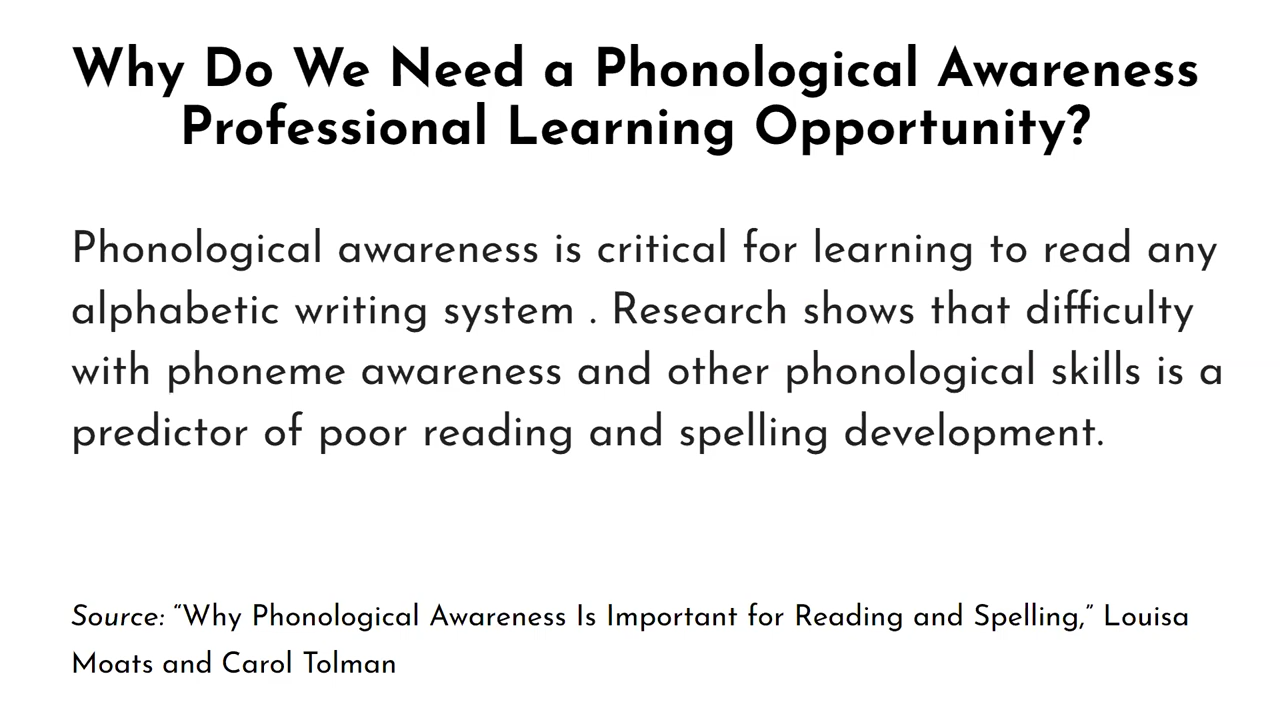 Why Do We Need a Phonological Awareness
Professional Learning Opportunity?
Phonological awareness is critical for learning to read any
alphabetic writing system . Research shows that difficulty
with phoneme awareness and other phonological skills is a
predictor of poor reading and spelling development.
Source: “Why Phonological Awareness Is Important for Reading and Spelling,” Louisa
Moats and Carol Tolman